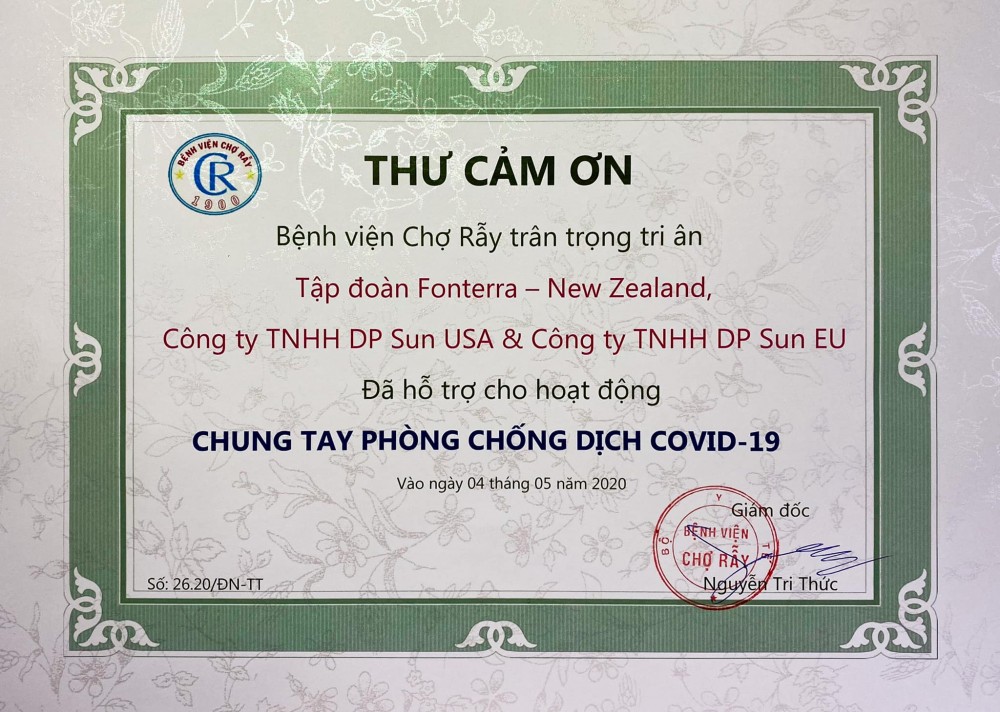 BỆNH VIỆN CHỢ RẪY
CR
1900
THƯ CẢM ƠN
Bệnh viện Chợ Rẫy trân trọng tri ân
Tập đoàn Fonterra – New Zealand,
Công ty TNHH DP Sun USA & Công ty TNHH DP Sun EU
Đã hỗ trợ cho hoạt động
CHUNG TAY PHÒNG CHỐNG DỊCH COVID-19
Vào ngày 04 tháng 05 năm 2020
Giám đốc
BỘ Y TẾ
BỆNH VIỆN
CHỢ RẪY
Nguyễn Tri Thức
Số: 26.20/ĐN-TT